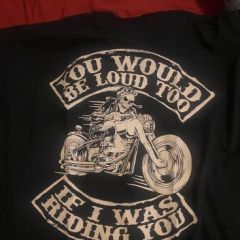 YOU WOULD
BE LOUD TOO
IF I WAS
RIDING YOU